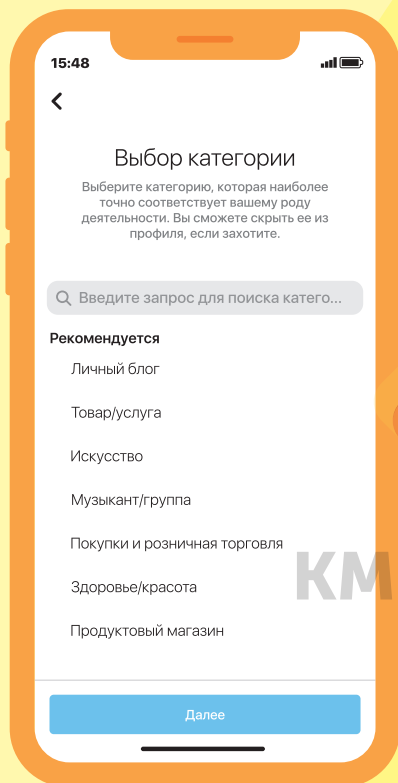 15:48
Выбор категории
Выберите категорию, которая наиболее
точно соответствует вашему роду
деятельности. Вы сможете скрыть ее из
профиля, если захотите.
Введите запрос для поиска катего...
Рекомендуется
Личный блог
Товар/услуга
Искусство
Музыкант/группа
Покупки и розничная торговля
КМ
Здоровье/красота
Продуктовый магазин
Далее